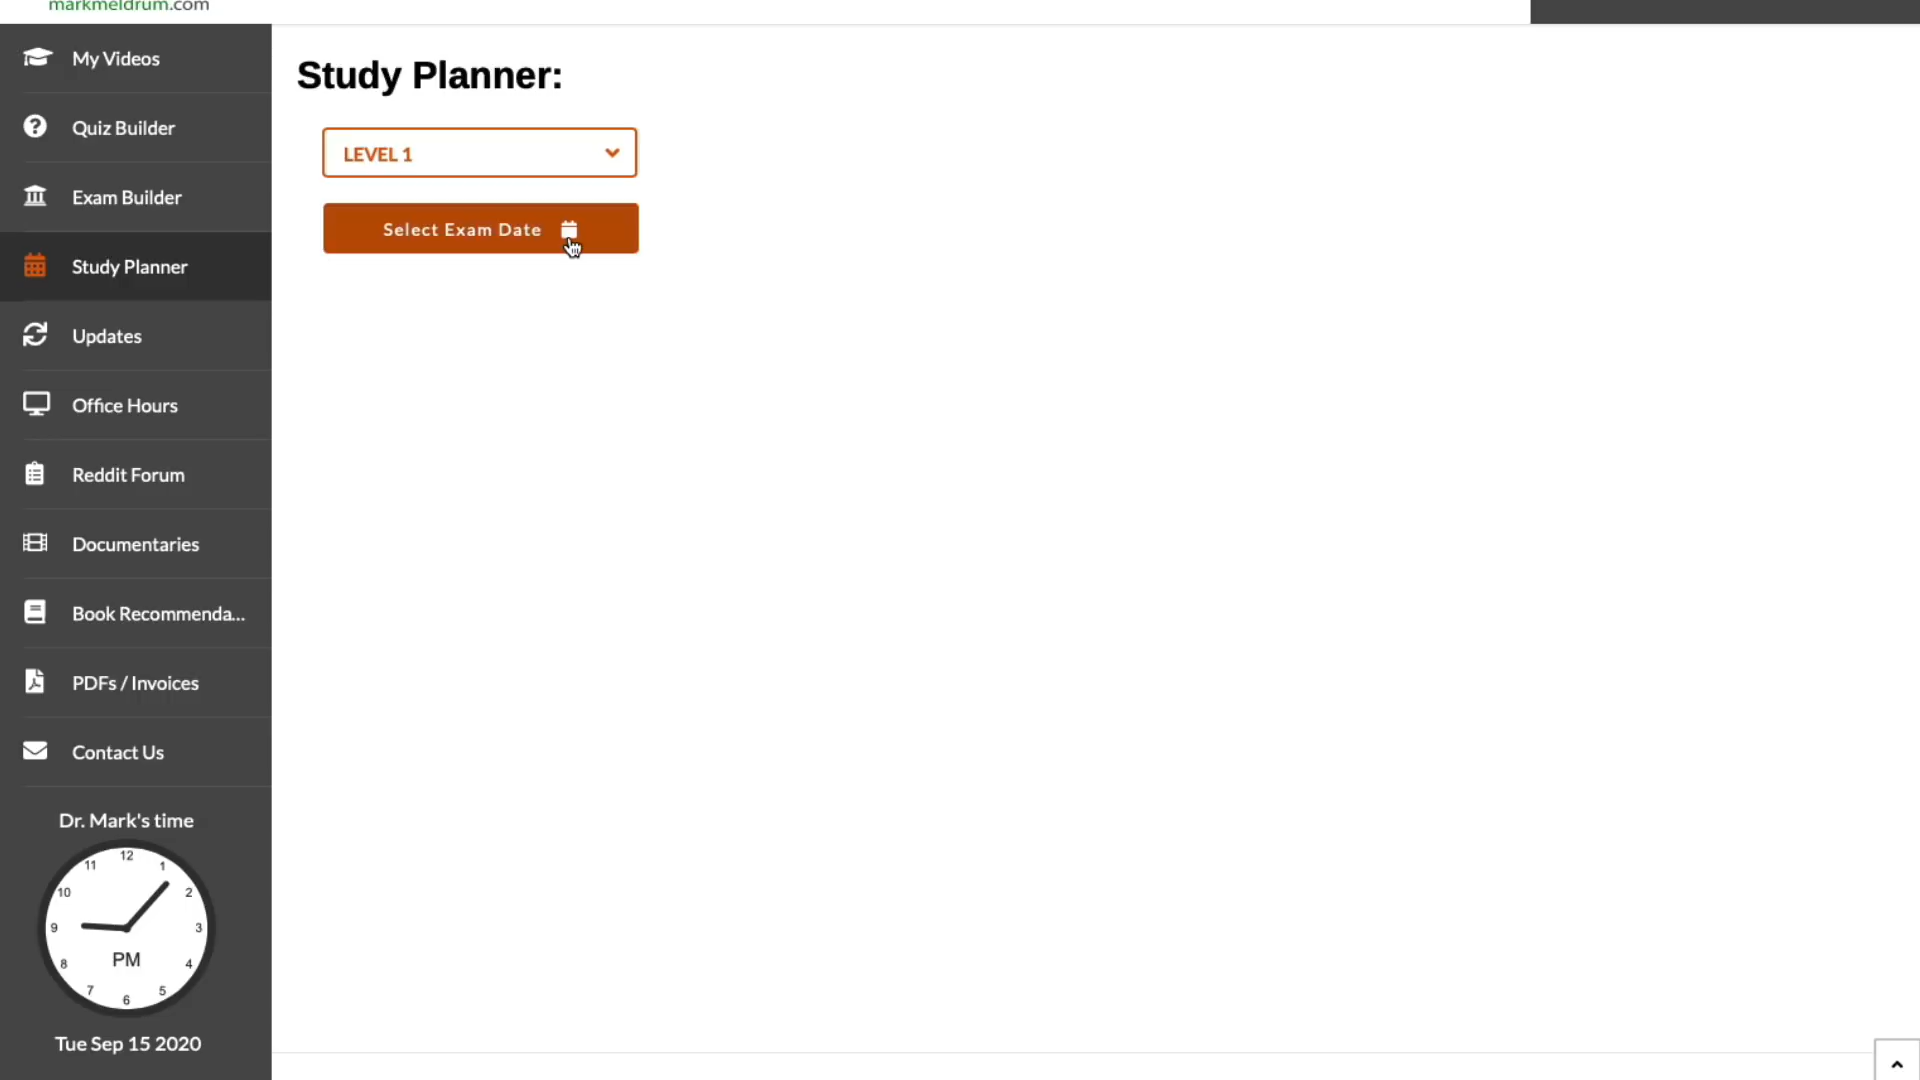 markmeldrum.com
My Videos
Quiz Builder
Exam Builder
Study Planner
Updates
Office Hours
Reddit Forum
Documentaries
Book Recommenda...
PDFs / Invoices
Contact Us
Dr. Mark's time
12
11 1
10 2
9 3
8 4
PM
7 5
6
Tue Sep 15 2020
Study Planner:
LEVEL 1
Select Exam Date